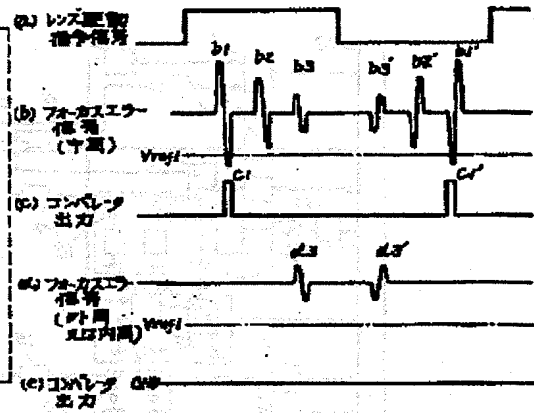 (a) レンズ駆動
指令信号
b1 b2 b3 b3' b2' b1'
(b) フォーカスエラー
信号
(中周)
Vref1
c1 c1'
(c) コンパレータ
出力
d3 d3'
(d) フォーカスエラー
信号
(外周
又は内周)
Vref1
(e) コンパレータ GND
出力